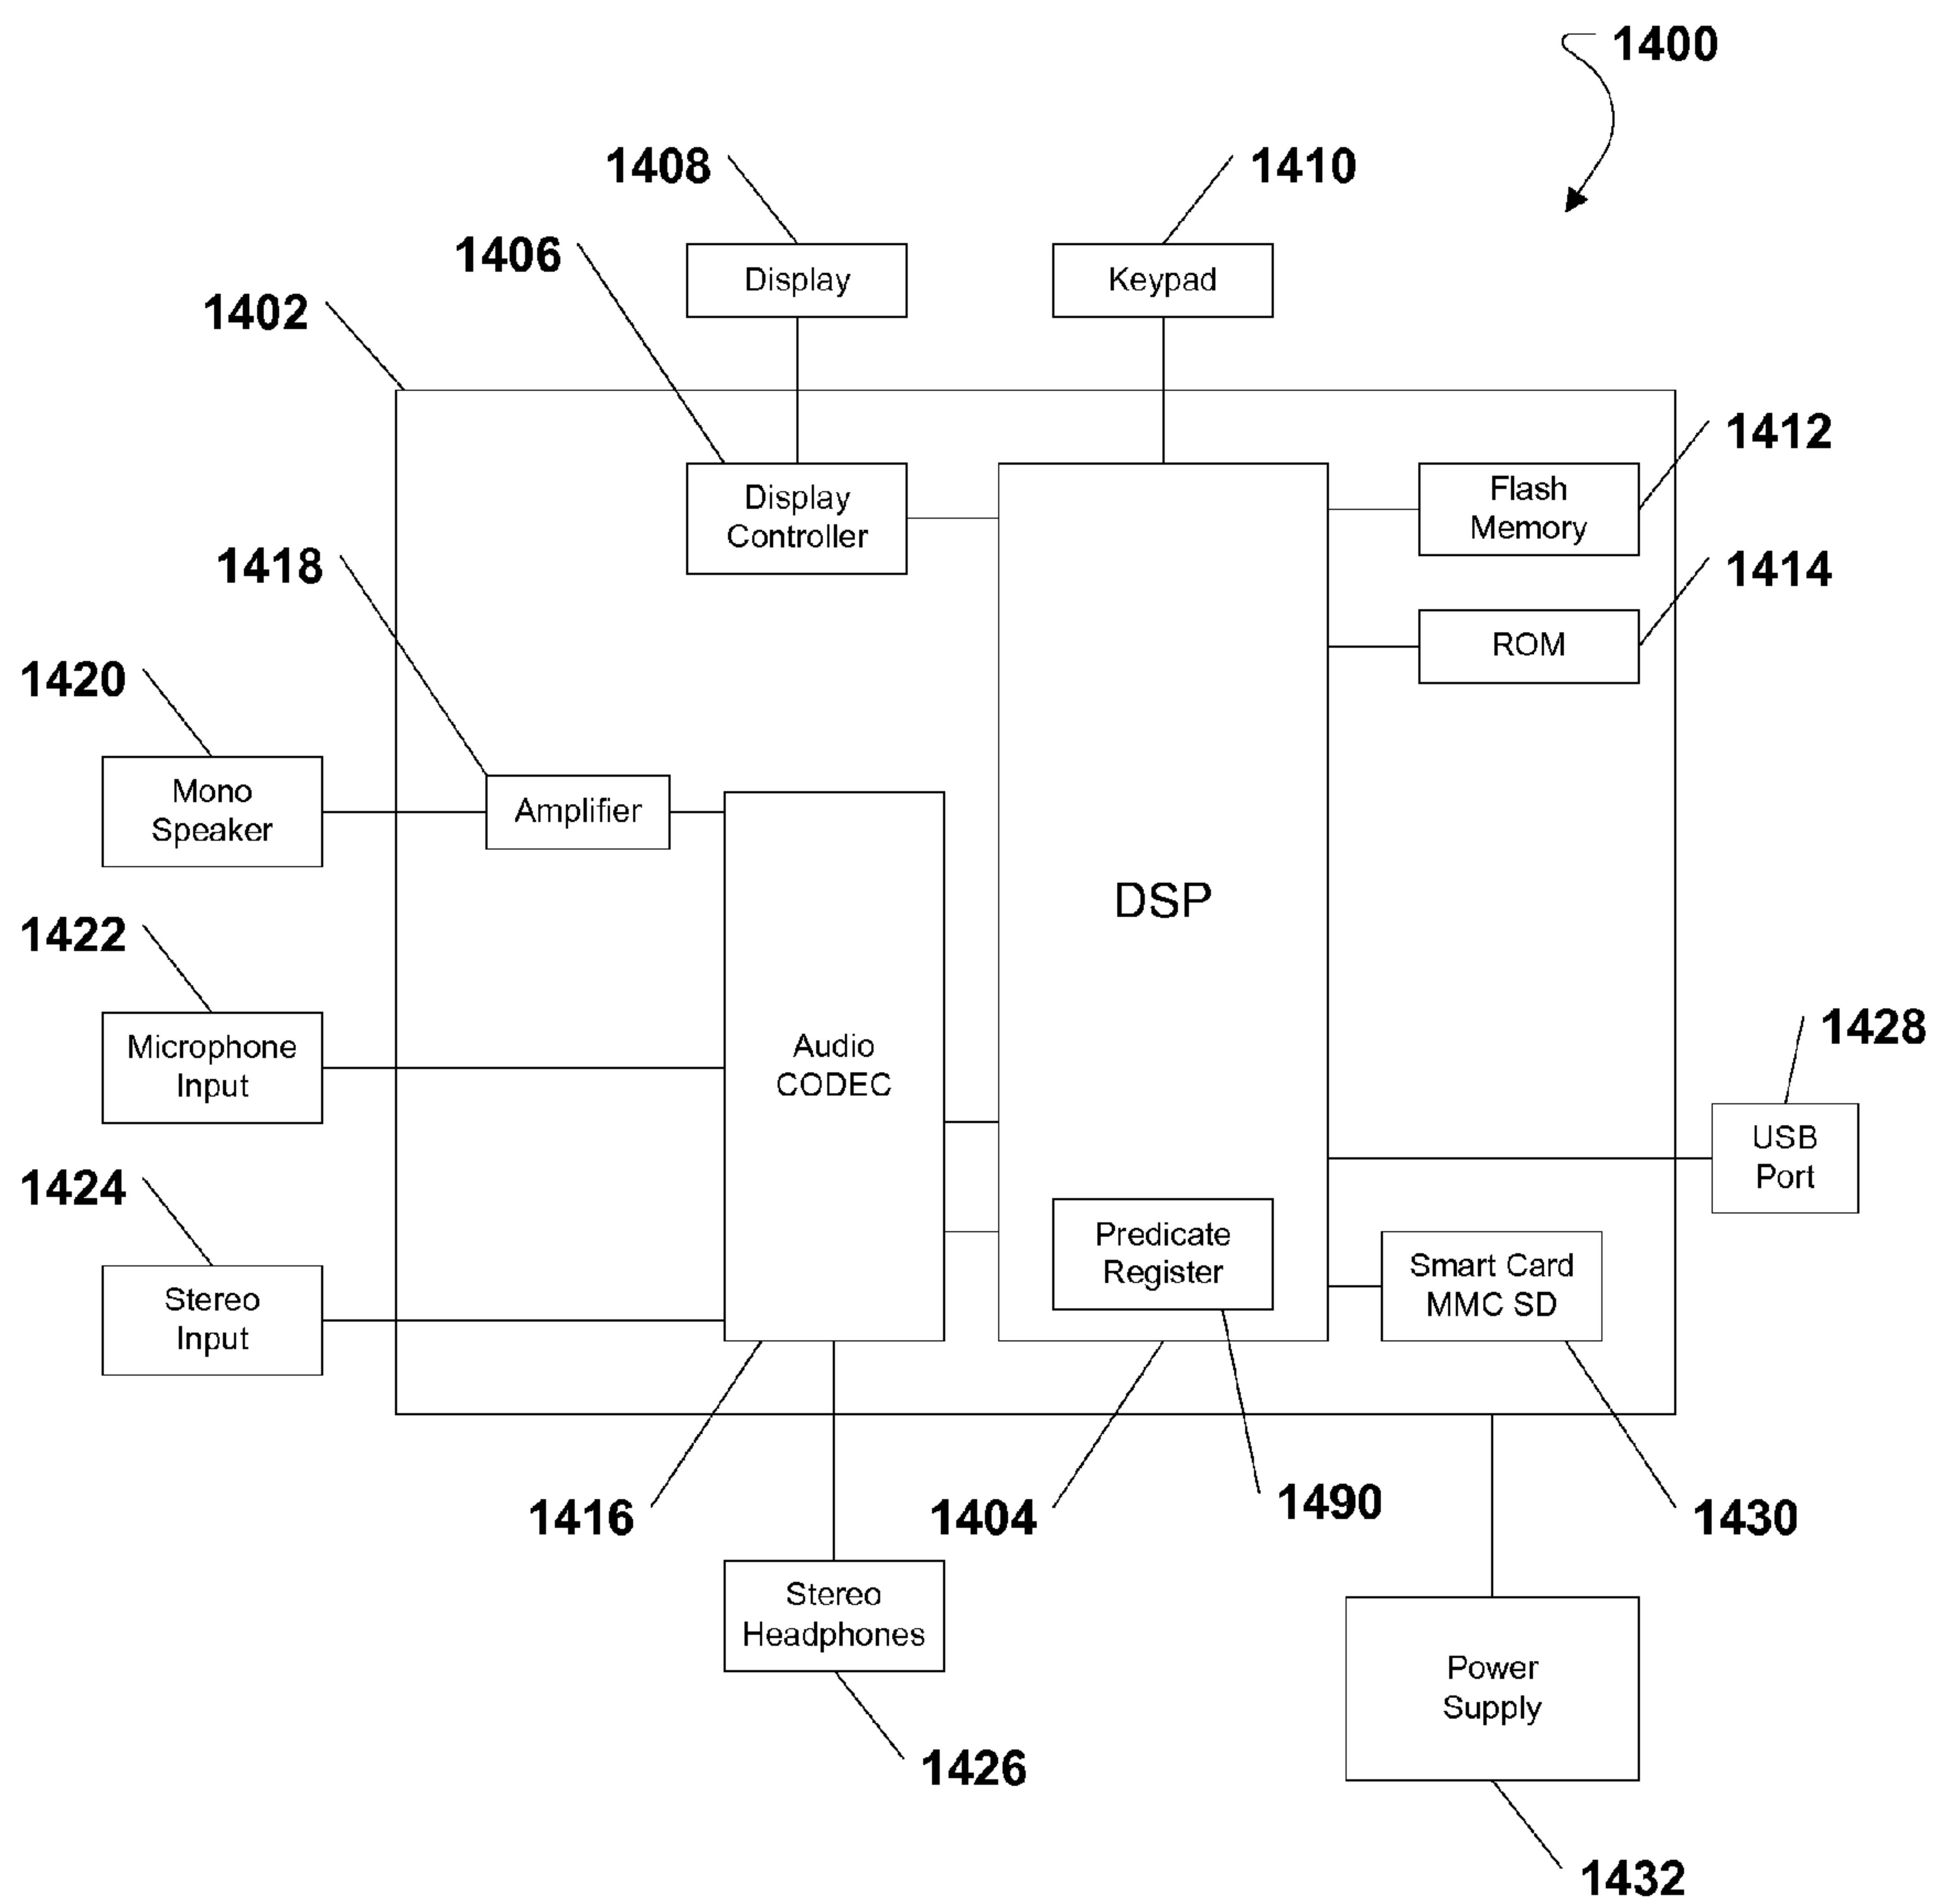 1400
1408
1410
1406
Display
Keypad
1402
1412
Display
Controller
Flash
Memory
1418
1414
ROM
1420
Mono
Speaker
Amplifier
DSP
1422
Microphone
Input
Audio
CODEC
1428
USB
Port
1424
Stereo
Input
Predicate
Register
Smart Card
MMC SD
1416
1404
1490
1430
Stereo
Headphones
Power
Supply
1426
1432